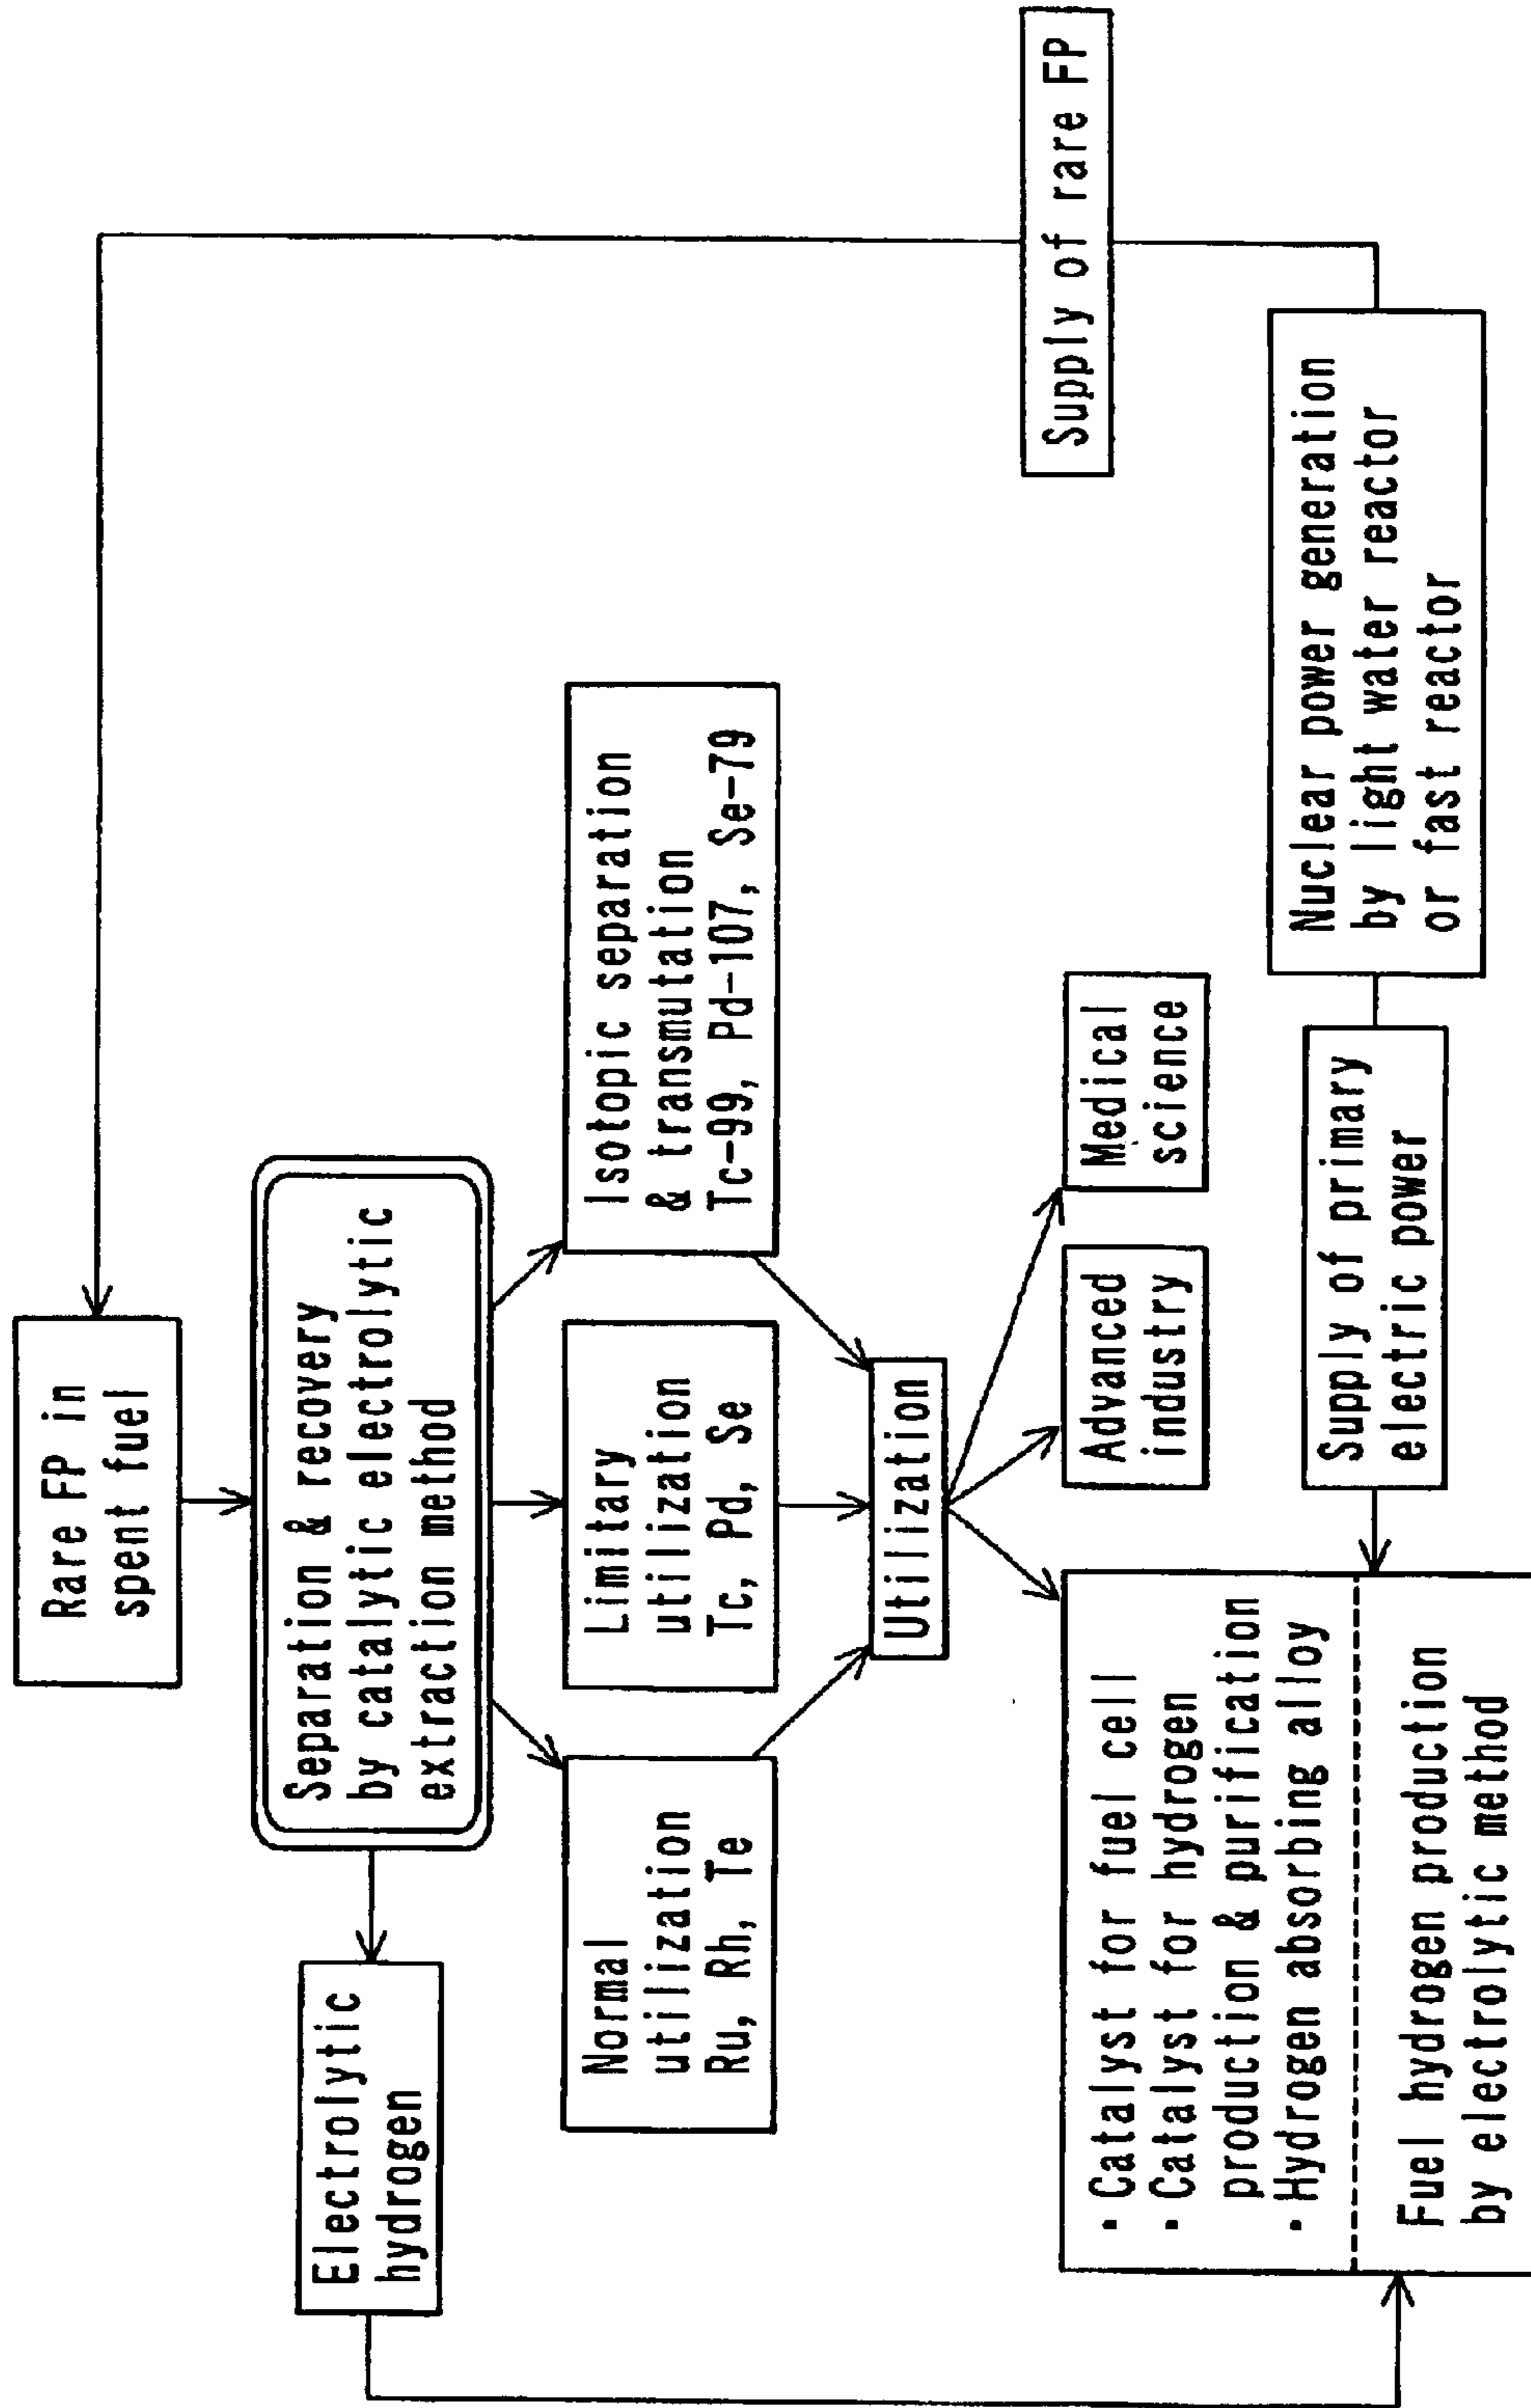 Rare FP in
spent fuel
Separation & recovery
by catalytic electrolytic
extraction method
Electrolytic
hydrogen
Normal
utilization
Ru, Rh, Te
Limitary
utilization
Tc, Pd, Se
Isotopic separation
& transmutation
Tc-99, Pd-107, Se-79
Utilization
Supply of rare FP
· Catalyst for fuel cell
· Catalyst for hydrogen
production & purification
· Hydrogen absorbing alloy
Fuel hydrogen production
by electrolytic method
Advanced
industry
Medical
science
Supply of primary
electric power
Nuclear power generation
by light water reactor
or fast reactor